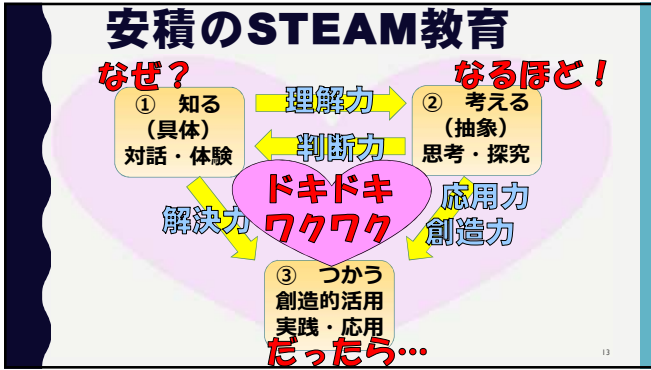 安積のSTEAM教育
なぜ？
なるほど！
① 知る
（具体）
対話・体験
理解力
判断力
② 考える
（抽象）
思考・探究
ドキドキ
ワクワク
解決力
応用力
創造力
③ つかう
創造的活用
実践・応用
だったら…
13